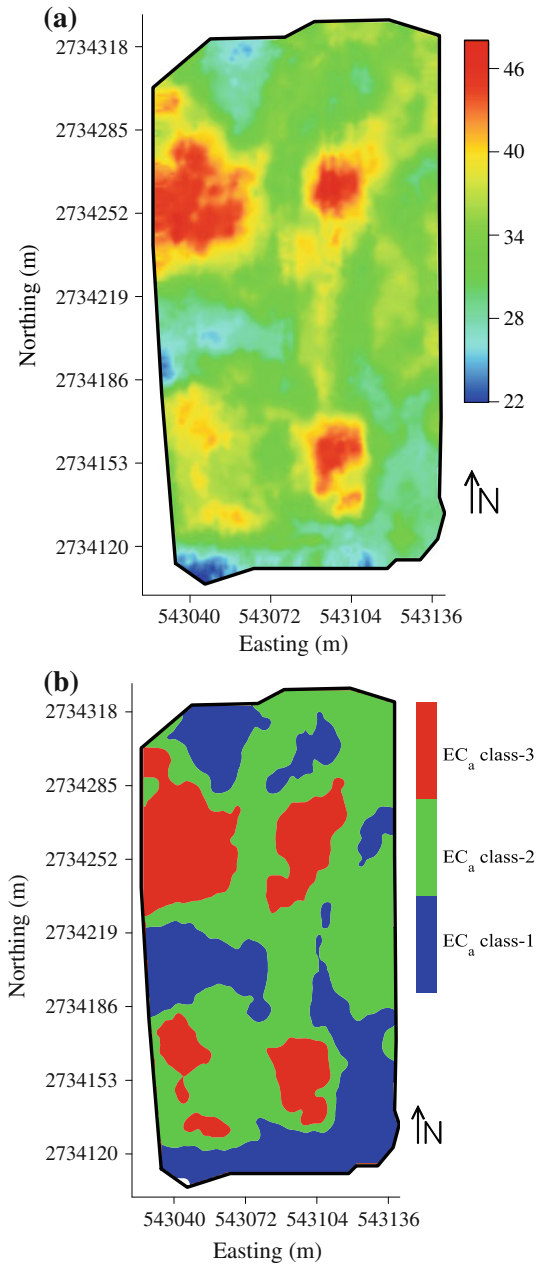 (a)
2734318
2734285
2734252
2734219
2734186
2734153
2734120
Northing (m)
543040 543072 543104 543136
Easting (m)
46
40
34
28
22
N
(b)
2734318
2734285
2734252
2734219
2734186
2734153
2734120
Northing (m)
543040 543072 543104 543136
Easting (m)
ECa class-3
ECa class-2
ECa class-1
N